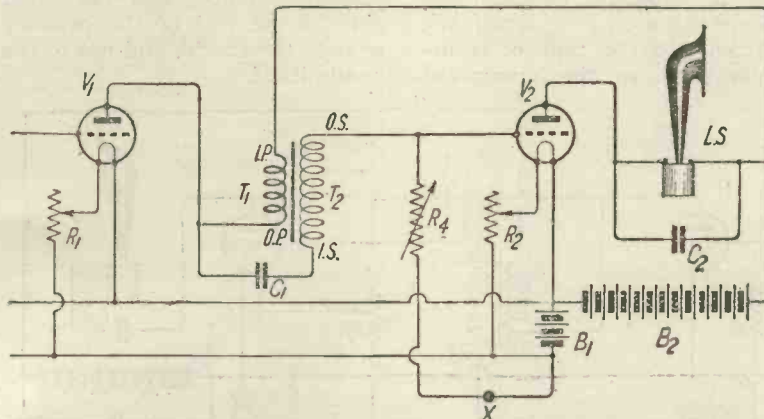 V1
V2
O.S.
L.S
I.P.
T1
T2
R4
R1
R2
O.P.
I.S.
C1
C2
B1
B2
X